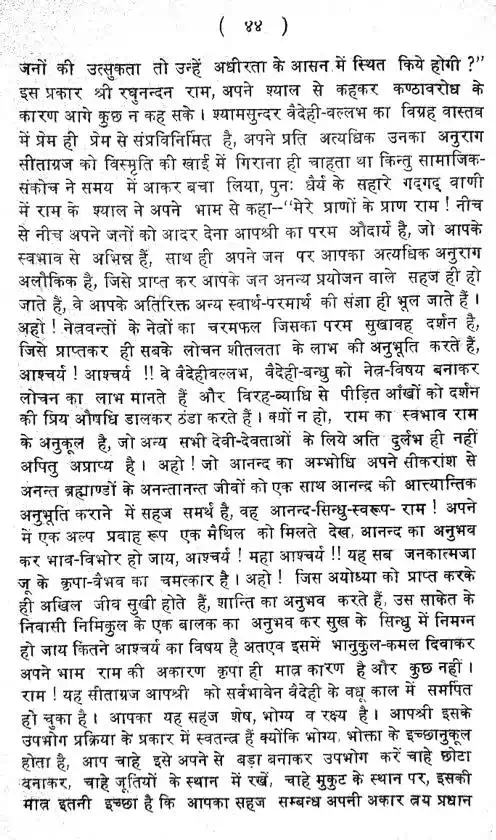 ( ४४ )
जनों की उत्सुकता तो उन्हें अधीरता के आसन में स्थित किये होगी ?”
इस प्रकार श्री रघुनन्दन राम, अपने श्याल से कहकर कण्ठावरोध के
कारण आगे कुछ न कह सके । श्यामसुन्दर वैदेही-वल्लभ का विग्रह वास्तव
में प्रेम ही प्रेम से संप्रविनिर्मित है, अपने प्रति अत्यधिक उनका अनुराग
सीताग्रज को विस्मृति की खाई में गिराना ही चाहता था किन्तु सामाजिक-
संकोच ने समय में आकर बचा लिया, पुनः धैर्य के सहारे गद्गद् वाणी
में राम के श्याल ने अपने भाम से कहा–“मेरे प्राणों के प्राण राम ! नीच
से नीच अपने जनों को आदर देना आपश्री का परम औदार्य है, जो आपके
स्वभाव से अभिन्न हैं, साथ ही अपने जन पर आपका अत्यधिक अनुराग
अलौकिक है, जिसे प्राप्त कर आपके जन अनन्य प्रयोजन वाले सहज ही हो
जाते हैं, वे आपके अतिरिक्त अन्य स्वार्थ-परमार्थ की संज्ञा ही भूल जाते हैं ।
अहो ! नेत्रवन्तों के नेत्रों का चरमफल जिसका परम सुखावह दर्शन है,
जिसे प्राप्तकर ही सबके लोचन शीतलता के लाभ की अनुभूति करते हैं,
आश्चर्य ! आश्चर्य !! वे वैदेहीवल्लभ, वैदेही-बन्धु को नेत्र-विषय बनाकर
लोचन का लाभ मानते हैं और विरह-व्याधि से पीड़ित आँखों को दर्शन
की प्रिय औषधि डालकर ठंडा करते हैं । क्यों न हो, राम का स्वभाव राम
के अनुकूल है, जो अन्य सभी देवी-देवताओं के लिये अति दुर्लभ ही नहीं
अपितु अप्राप्य है । अहो ! जो आनन्द का अम्भोधि अपने सीकरांश से
अनन्त ब्रह्माण्डों के अनन्तानन्त जीवों को एक साथ आनन्द की आत्यान्तिक
अनुभूति कराने में सहज समर्थ है, वह आनन्द-सिन्धु-स्वरूप- राम ! अपने
में एक अल्प प्रवाह रूप एक मैथिल को मिलते देख, आनन्द का अनुभव
कर भाव-विभोर हो जाय, आश्चर्य ! महा आश्चर्य !! यह सब जनकात्मजा
जू के कृपा-वैभव का चमत्कार है । अहो ! जिस अयोध्या को प्राप्त करके
ही अखिल जीव सुखी होते हैं, शान्ति का अनुभव करते हैं, उस साकेत के
निवासी निमिकुल के एक बालक का अनुभव कर सुख के सिन्धु में निमग्न
हो जाय कितने आश्चर्य का विषय है अतएव इसमें भानुकुल-कमल दिवाकर
अपने भाम राम की अकारण कृपा ही मात्र कारण है और कुछ नहीं ।
राम ! यह सीताग्रज आपश्री को सर्वभावेन वैदेही के वधू काल में समर्पित
हो चुका है । आपका यह सहज शेष, भोग्य व रक्ष्य है । आपश्री इसके
उपभोग प्रक्रिया के प्रकार में स्वतन्त्र हैं क्योंकि भोग्य, भोक्ता के इच्छानुकूल
होता है, आप चाहे इसे अपने से बड़ा बनाकर उपभोग करें चाहे छोटा
बनाकर, चाहे जूतियों के स्थान में रखें, चाहे मुकुट के स्थान पर, इसकी
मात्र इतनी इच्छा है कि आपका सहज सम्बन्ध अपनी अकार त्रय प्रधान